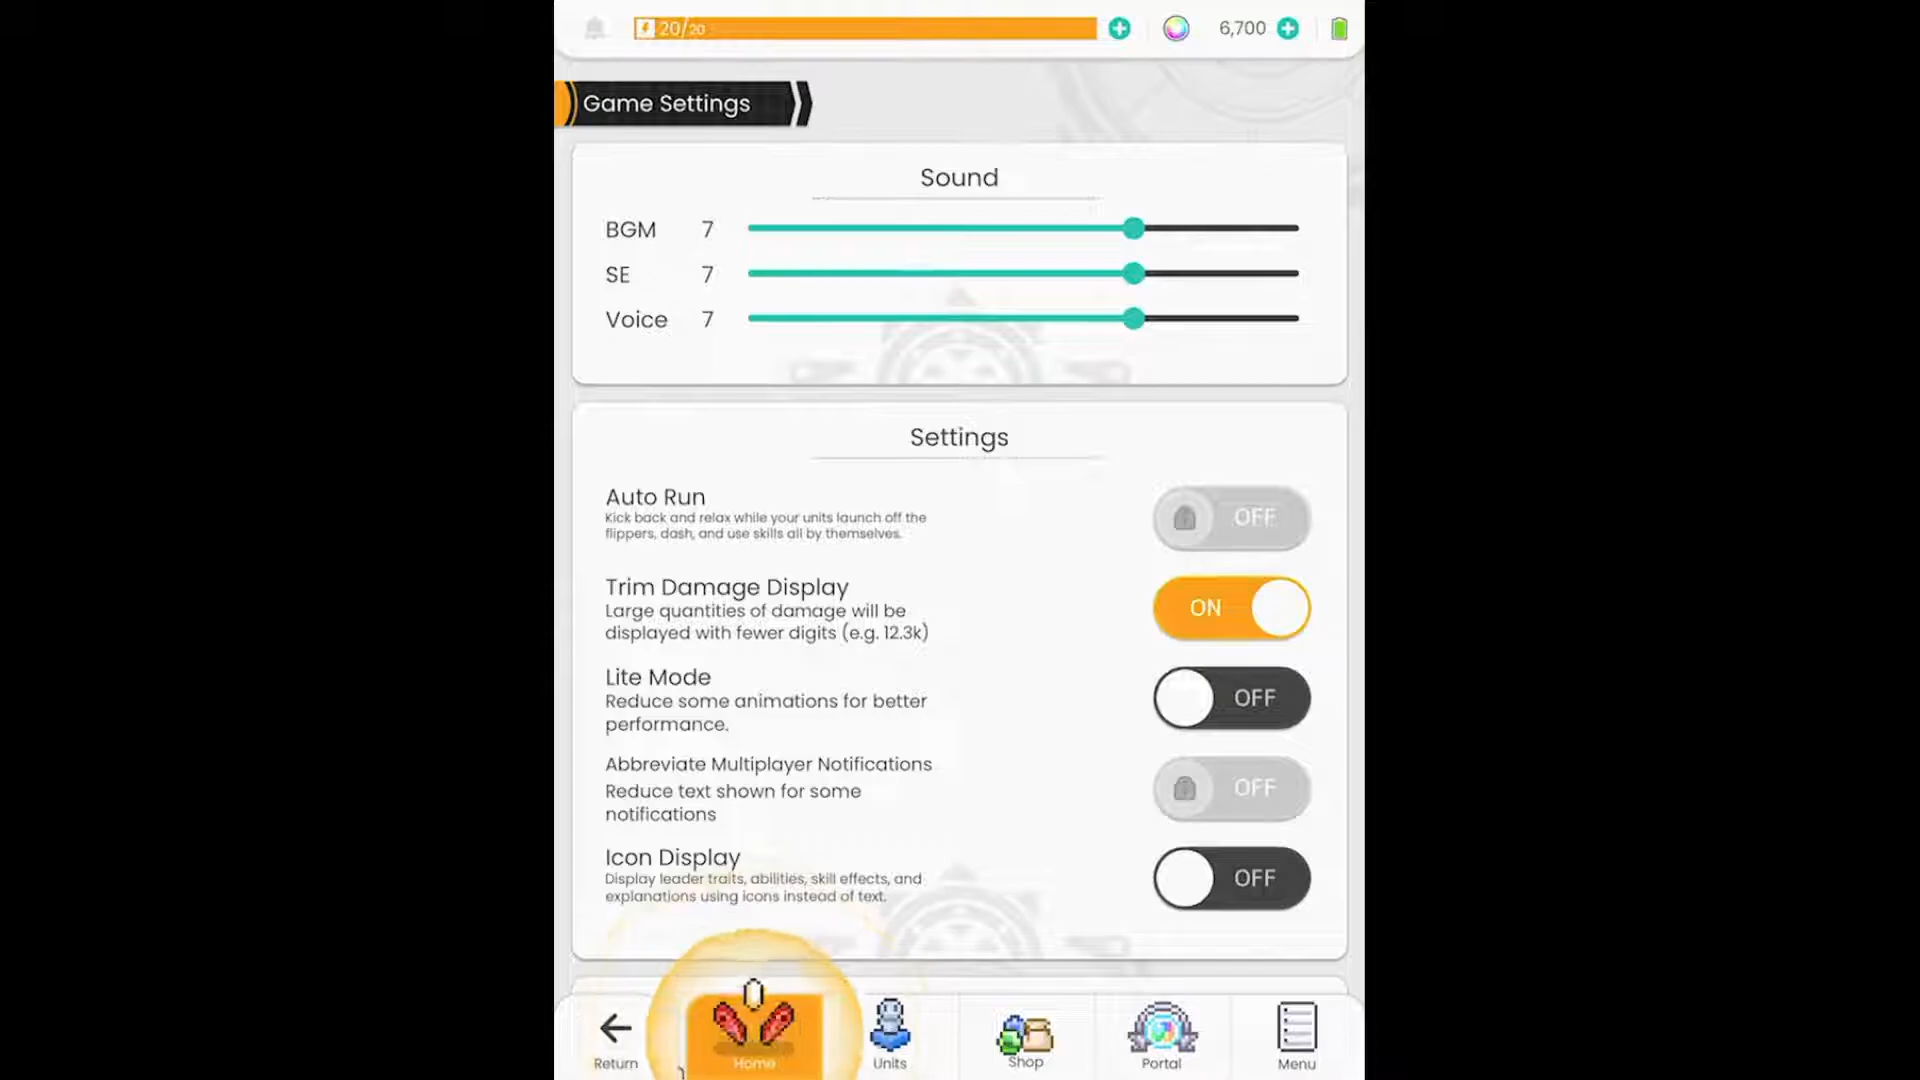 20/20
6,700
Game Settings
Sound
BGM 7
SE 7
Voice 7
Settings
Auto Run
Kick back and relax while your units launch off the
flippers, dash, and use skills all by themselves.
OFF
Trim Damage Display
Large quantities of damage will be
displayed with fewer digits (e.g. 12.3k)
ON
Lite Mode
Reduce some animations for better
performance.
OFF
Abbreviate Multiplayer Notifications
Reduce text shown for some
notifications
OFF
Icon Display
Display leader traits, abilities, skill effects, and
explanations using icons instead of text.
OFF
Return
Home
Units
Shop
Portal
Menu